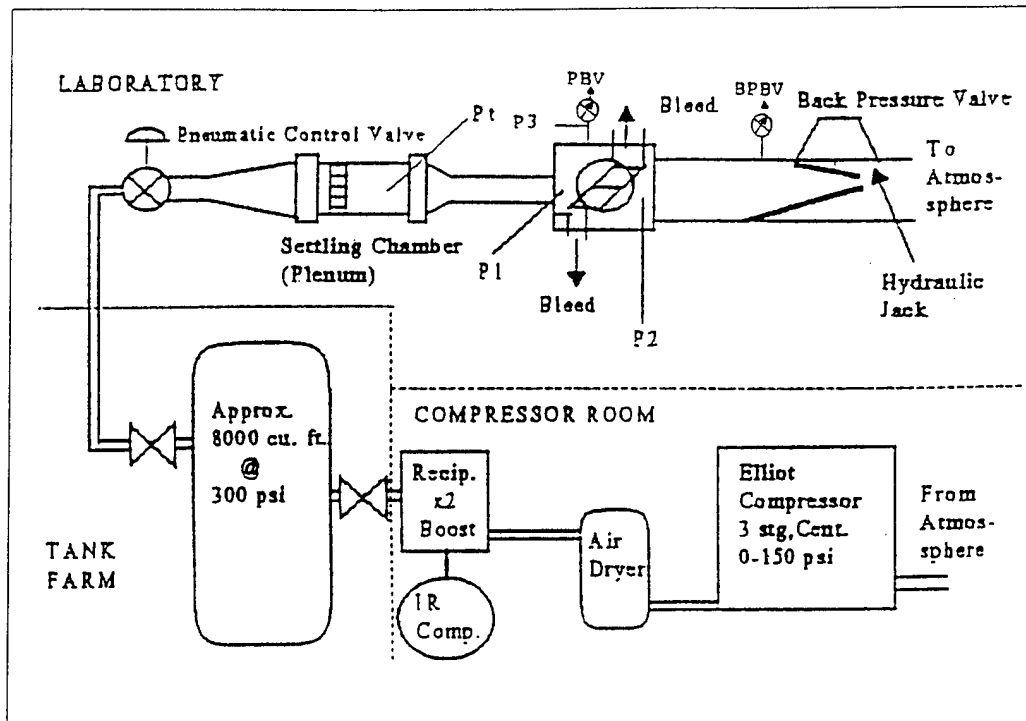 LABORATORY
PBV
Bleed
BPBV
Back Pressure Valve
Pneumatic Control Valve
Pt
P3
To
Atmos-
sphere
Settling Chamber
(Plenum)
P1
Bleed
P2
Hydraulic
Jack
Approx.
8000 cu. ft.
@
300 psi
TANK
FARM
COMPRESSOR ROOM
Recip.
x2
Boost
IR
Comp.
Air
Dryer
Elliot
Compressor
3 stg, Cent.
0-150 psi
From
Atmos-
sphere